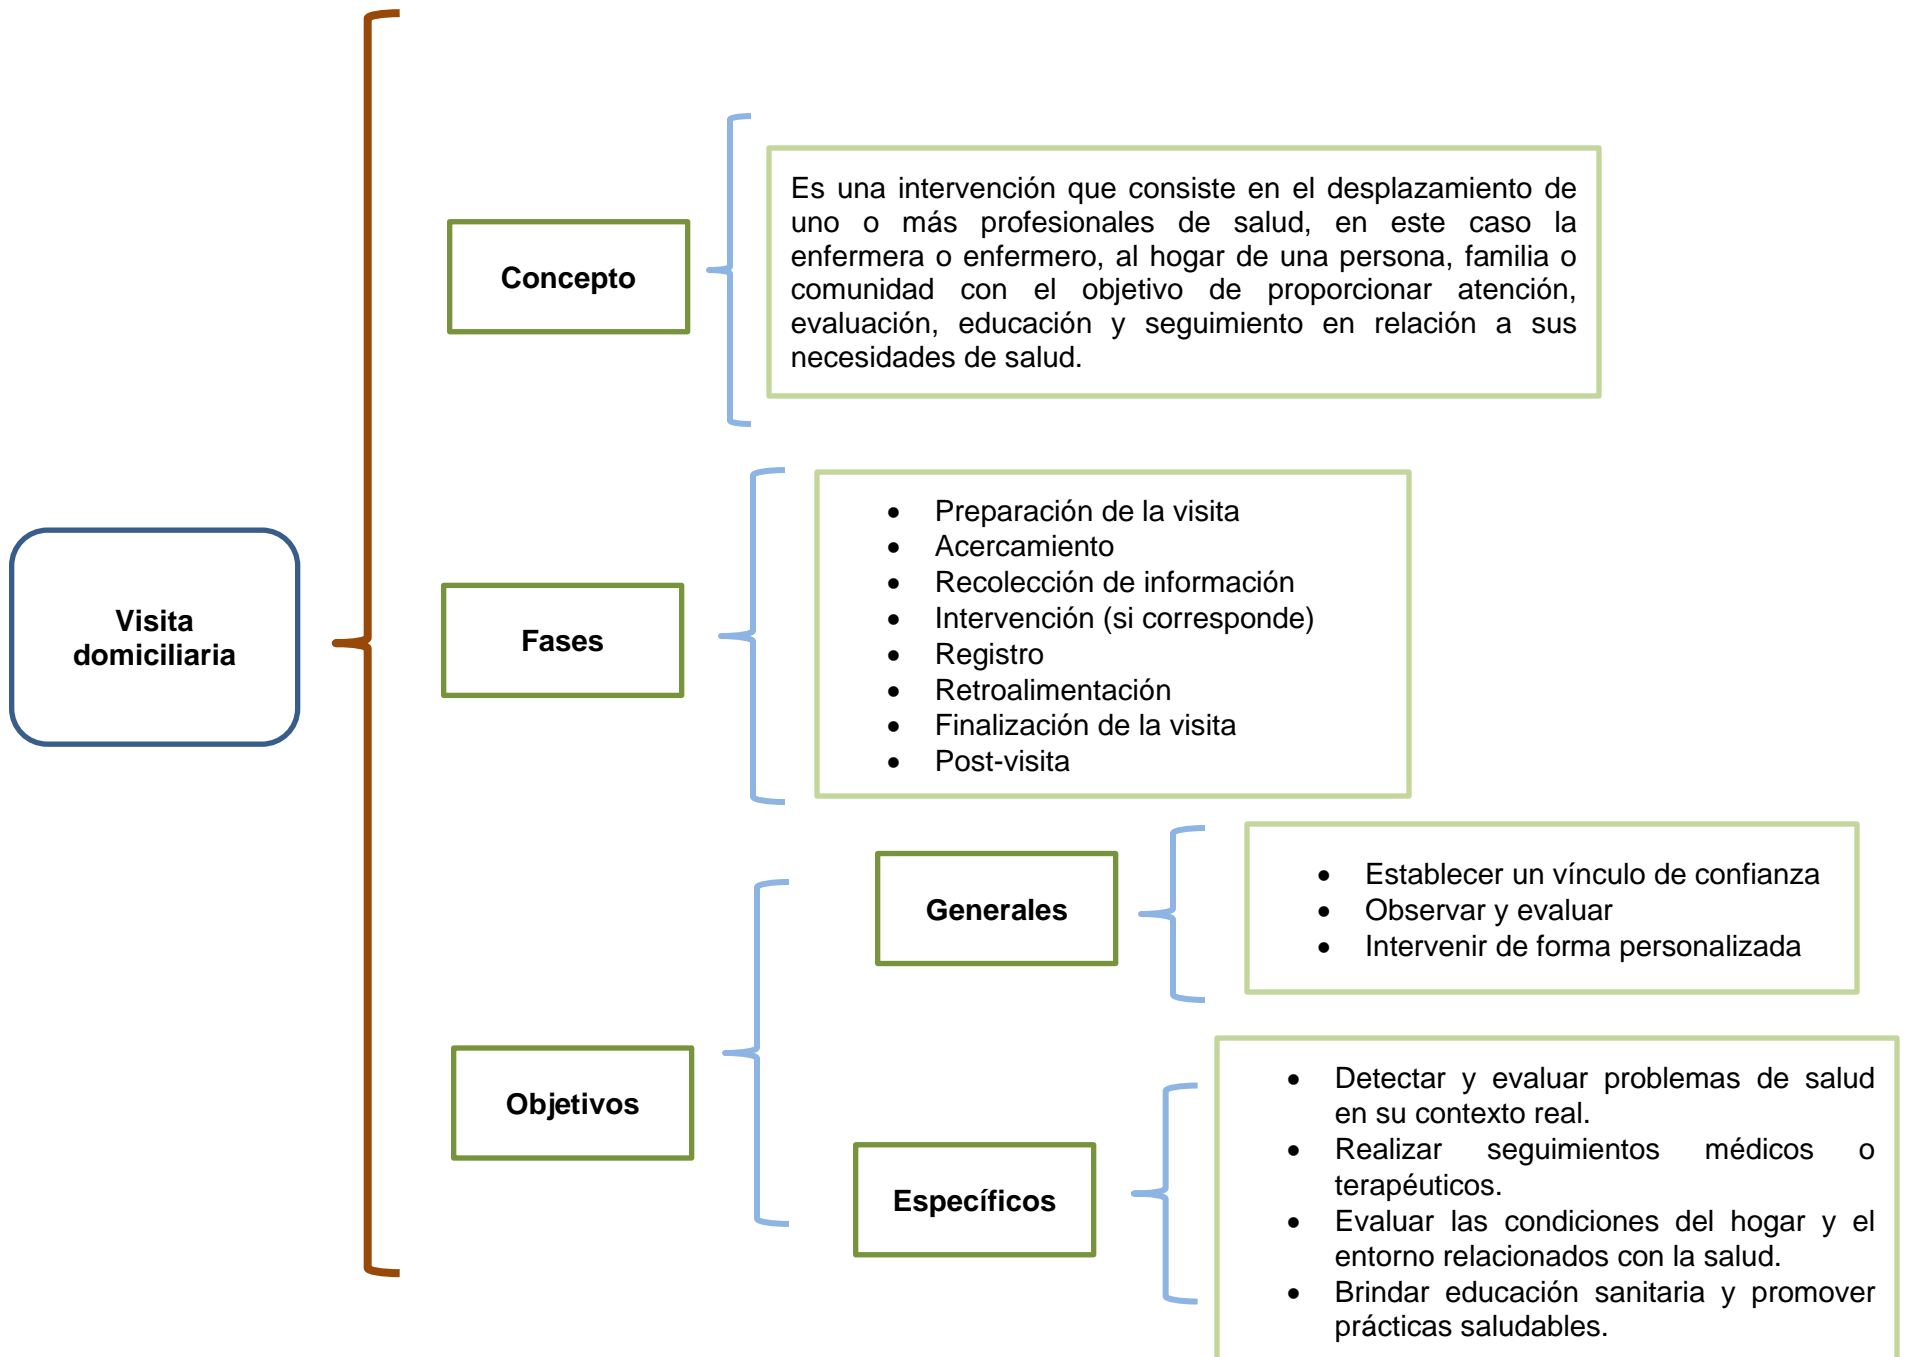 Visita
domiciliaria
Concepto
Es una intervención que consiste en el desplazamiento de
uno o más profesionales de salud, en este caso la
enfermera o enfermero, al hogar de una persona, familia o
comunidad con el objetivo de proporcionar atención,
evaluación, educación y seguimiento en relación a sus
necesidades de salud.
Fases
• Preparación de la visita
• Acercamiento
• Recolección de información
• Intervención (si corresponde)
• Registro
• Retroalimentación
• Finalización de la visita
• Post-visita
Objetivos
Generales
• Establecer un vínculo de confianza
• Observar y evaluar
• Intervenir de forma personalizada
Específicos
• Detectar y evaluar problemas de salud
en su contexto real.
• Realizar seguimientos médicos o
terapéuticos.
• Evaluar las condiciones del hogar y el
entorno relacionados con la salud.
• Brindar educación sanitaria y promover
prácticas saludables.